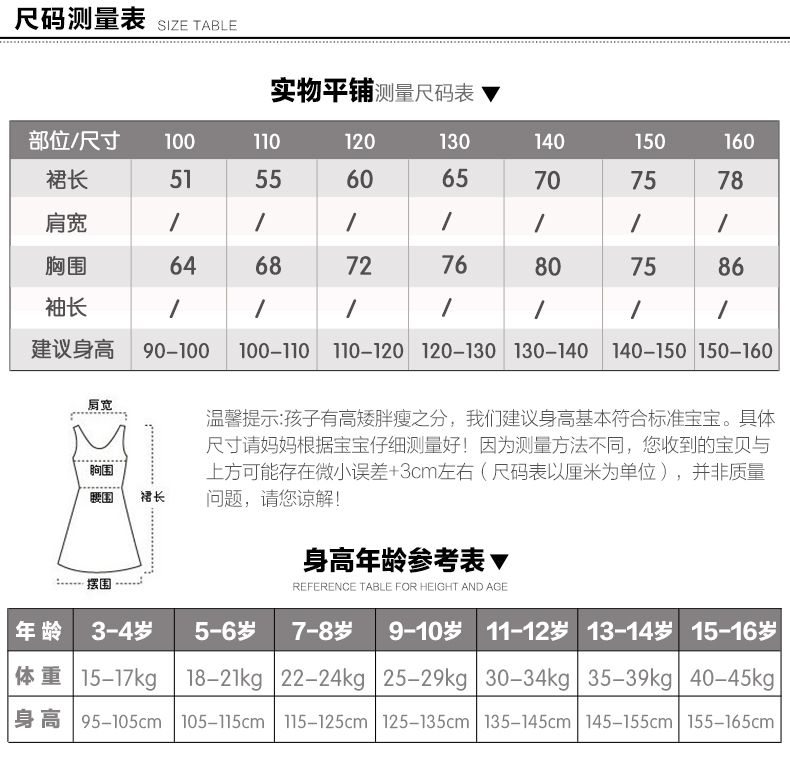 尺码测量表 SIZE TABLE
实物平铺测量尺码表 ▼
部位/尺寸 100 110 120 130 140 150 160
裙长 51 55 60 65 70 75 78
肩宽 / / / / / / /
胸围 64 68 72 76 80 75 86
袖长 / / / / / / /
建议身高 90-100 100-110 110-120 120-130 130-140 140-150 150-160
肩宽
胸围
腰围
裙长
摆围
温馨提示:孩子有高矮胖瘦之分，我们建议身高基本符合标准宝宝。具体
尺寸请妈妈根据宝宝仔细测量好！因为测量方法不同，您收到的宝贝与
上方可能存在微小误差+3cm左右（尺码表以厘米为单位），并非质量
问题，请您谅解！
身高年龄参考表▼
REFERENCE TABLE FOR HEIGHT AND AGE
年龄 3-4岁 5-6岁 7-8岁 9-10岁 11-12岁 13-14岁 15-16岁
体重 15-17kg 18-21kg 22-24kg 25-29kg 30-34kg 35-39kg 40-45kg
身高 95-105cm 105-115cm 115-125cm 125-135cm 135-145cm 145-155cm 155-165cm